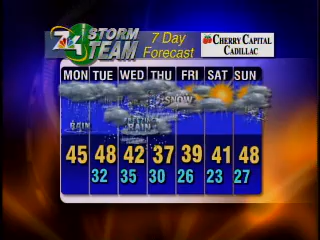 7&4 STORM TEAM
7 Day Forecast
CHERRY CAPITAL CADILLAC
MON TUE WED THU FRI SAT SUN
RAIN RAIN SNOW
45 48 42 37 39 41 48
32 35 30 26 23 27